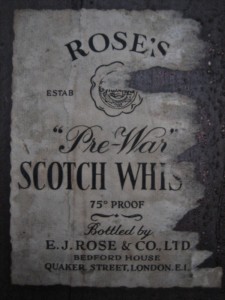 ROSE'S
ESTAB
"Pre-War"
SCOTCH WHIS
75° PROOF
Bottled by
E.J. ROSE & CO., LTD
BEDFORD HOUSE
QUAKER, STREET, LONDON. E.1.